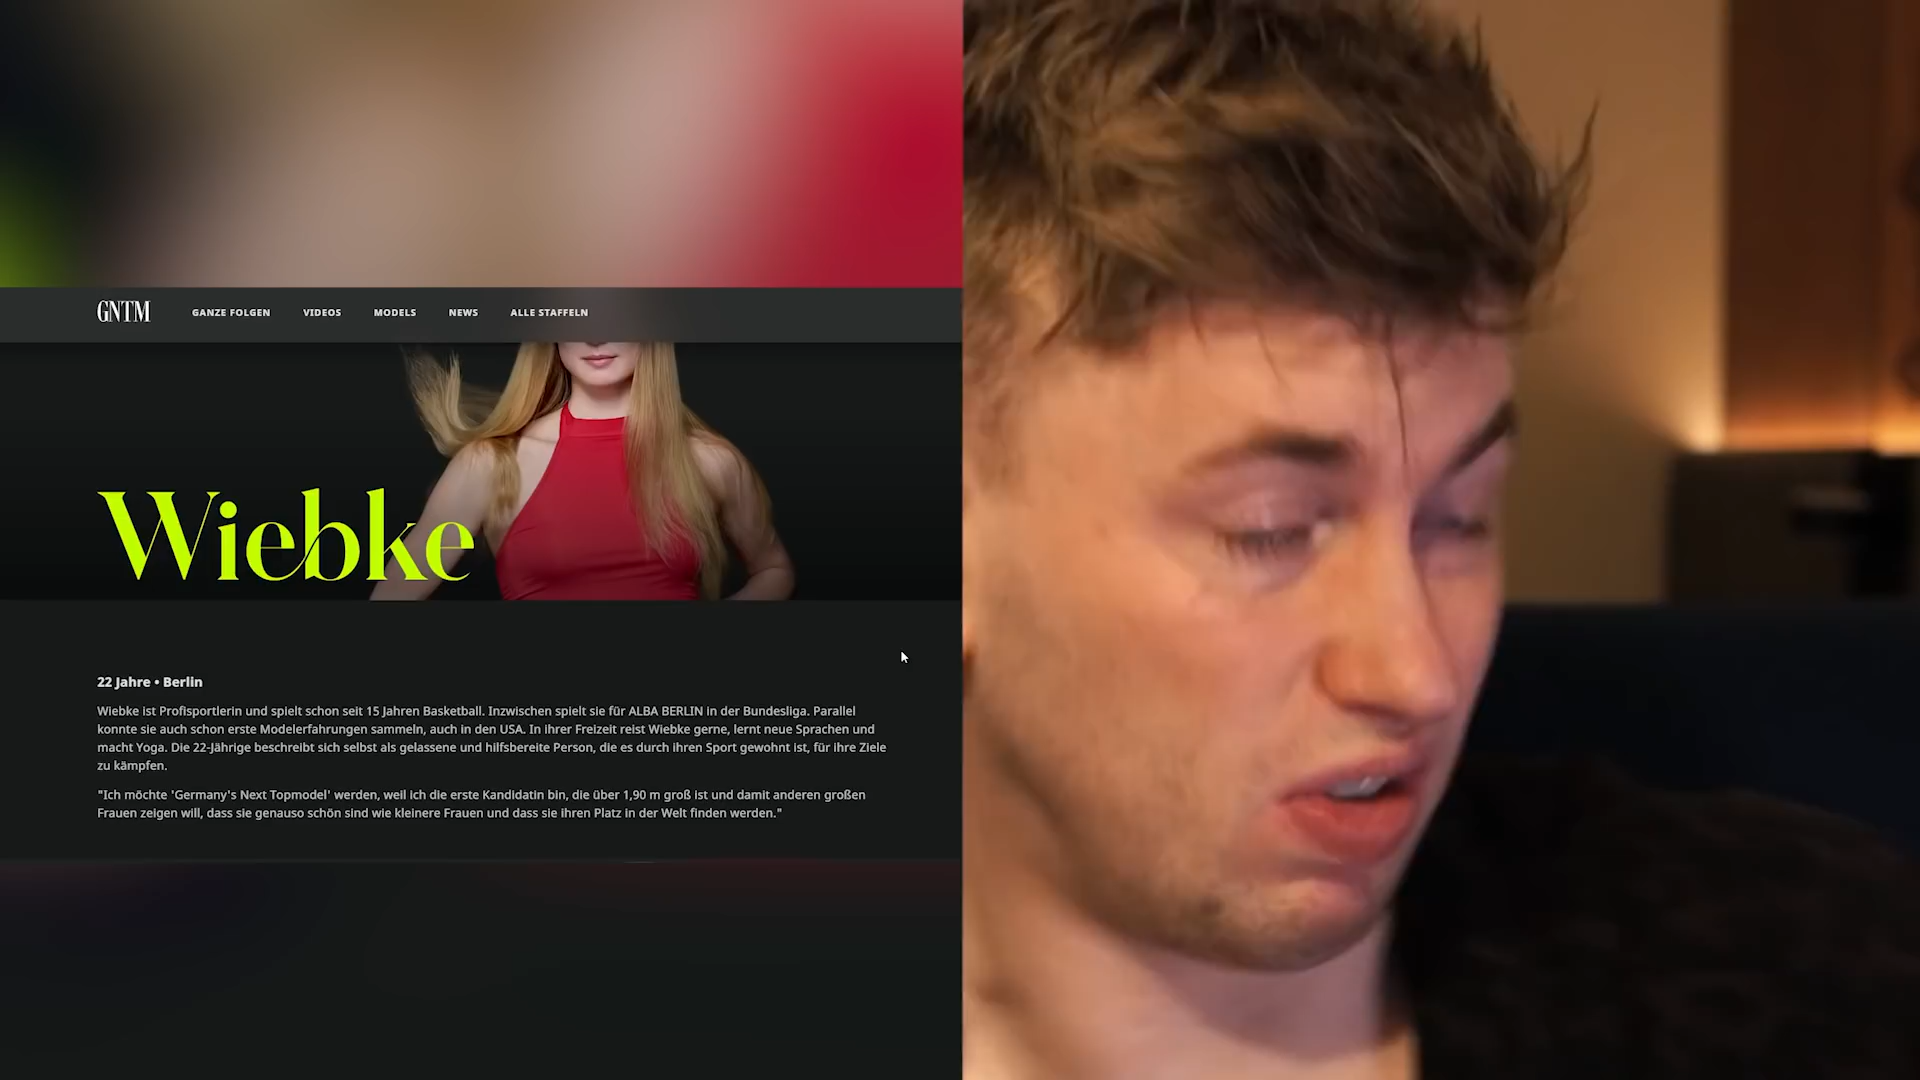 GNTM GANZE FOLGEN VIDEOS MODELS NEWS ALLE STAFFELN
Wiebke
22 Jahre • Berlin
Wiebke ist Profisportlerin und spielt schon seit 15 Jahren Basketball. Inzwischen spielt sie für ALBA BERLIN in der Bundesliga. Parallel
konnte sie auch schon erste Modelerfahrungen sammeln, auch in den USA. In ihrer Freizeit reist Wiebke gerne, lernt neue Sprachen und
macht Yoga. Die 22-Jährige beschreibt sich selbst als gelassene und hilfsbereite Person, die es durch ihren Sport gewohnt ist, für ihre Ziele
zu kämpfen.
"Ich möchte 'Germany's Next Topmodel' werden, weil ich die erste Kandidatin bin, die über 1,90 m groß ist und damit anderen großen
Frauen zeigen will, dass sie genauso schön sind wie kleinere Frauen und dass sie ihren Platz in der Welt finden werden."